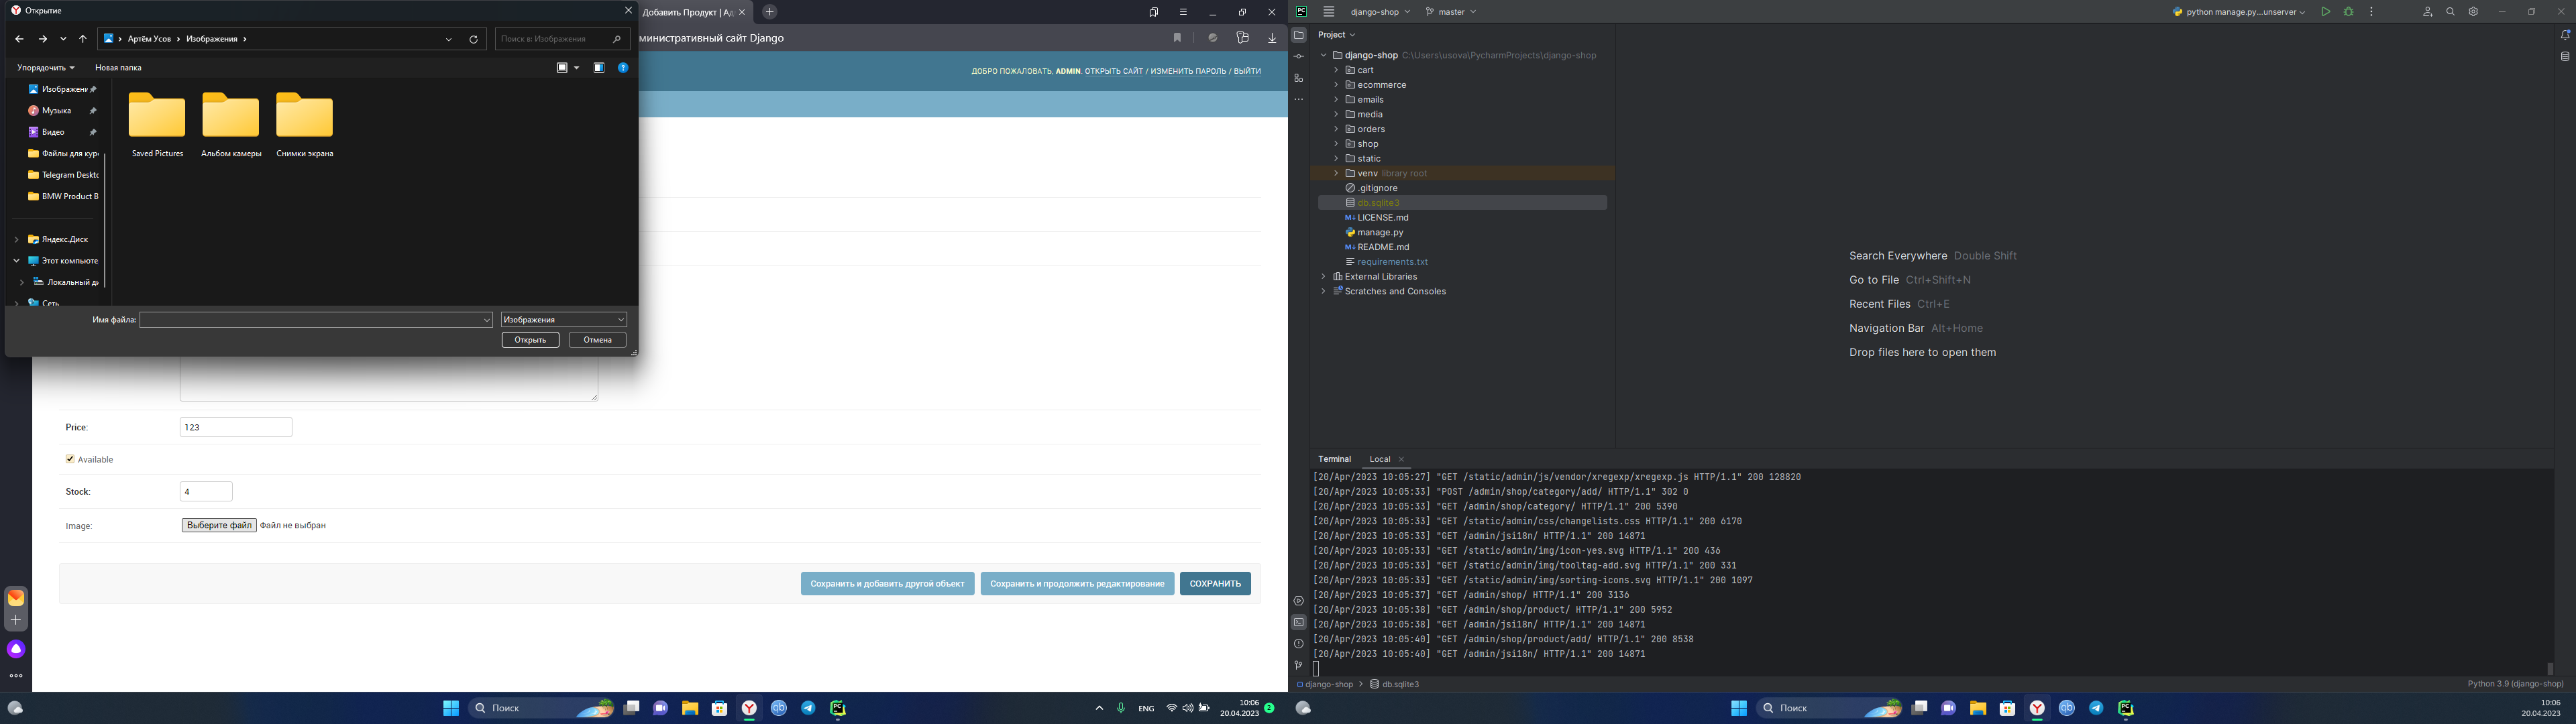 Открытие
Артём Усов
Изображения
Поиск в: Изображения
Упорядочить
Новая папка
Изображени
Музыка
Видео
Файлы для кур
Telegram Deskto
BMW Product B
Яндекс.Диск
Этот компьюте
Локальный ди
Сеть
Saved Pictures
Альбом камеры
Снимки экрана
Имя файла:
Изображения
Открыть
Отмена
Добавить Продукт | Ад
министративный сайт Django
ДОБРО ПОЖАЛОВАТЬ, ADMIN. ОТКРЫТЬ САЙТ / ИЗМЕНИТЬ ПАРОЛЬ / ВЫЙТИ
Price:
123
Available
Stock:
4
Image:
Выберите файл Файл не выбран
Сохранить и добавить другой объект
Сохранить и продолжить редактирование
СОХРАНИТЬ
Поиск
ENG
10:06
20.04.2023
2
PC
django-shop
master
python manage.py...unserver
Project
django-shop C:\Users\usova\PycharmProjects\django-shop
cart
ecommerce
emails
media
orders
shop
static
venv library root
.gitignore
db.sqlite3
LICENSE.md
manage.py
README.md
requirements.txt
External Libraries
Scratches and Consoles
Search Everywhere Double Shift
Go to File Ctrl+Shift+N
Recent Files Ctrl+E
Navigation Bar Alt+Home
Drop files here to open them
Terminal
Local
[20/Apr/2023 10:05:27] "GET /static/admin/js/vendor/xregexp/xregexp.js HTTP/1.1" 200 128820
[20/Apr/2023 10:05:33] "POST /admin/shop/category/add/ HTTP/1.1" 302 0
[20/Apr/2023 10:05:33] "GET /admin/shop/category/ HTTP/1.1" 200 5390
[20/Apr/2023 10:05:33] "GET /static/admin/css/changelists.css HTTP/1.1" 200 6170
[20/Apr/2023 10:05:33] "GET /admin/jsi18n/ HTTP/1.1" 200 14871
[20/Apr/2023 10:05:33] "GET /static/admin/img/icon-yes.svg HTTP/1.1" 200 436
[20/Apr/2023 10:05:33] "GET /static/admin/img/tooltag-add.svg HTTP/1.1" 200 331
[20/Apr/2023 10:05:33] "GET /static/admin/img/sorting-icons.svg HTTP/1.1" 200 1097
[20/Apr/2023 10:05:37] "GET /admin/shop/ HTTP/1.1" 200 3136
[20/Apr/2023 10:05:38] "GET /admin/shop/product/ HTTP/1.1" 200 5952
[20/Apr/2023 10:05:38] "GET /admin/jsi18n/ HTTP/1.1" 200 14871
[20/Apr/2023 10:05:40] "GET /admin/shop/product/add/ HTTP/1.1" 200 8538
[20/Apr/2023 10:05:40] "GET /admin/jsi18n/ HTTP/1.1" 200 14871
django-shop
db.sqlite3
Python 3.9 (django-shop)
Поиск
10:06
20.04.2023